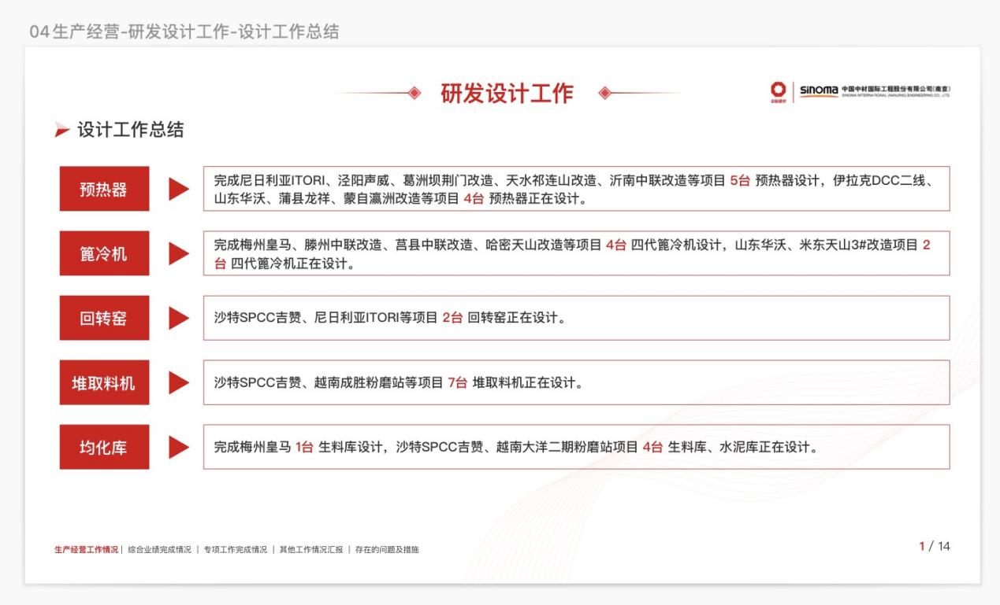 04生产经营-研发设计工作-设计工作总结
研发设计工作
sinoma 中国中材国际工程股份有限公司(南京)
SINOMA INTERNATIONAL (NANJING) ENGINEERING CO., LTD.
设计工作总结
预热器
完成尼日利亚ITORI、泾阳声威、葛洲坝荆门改造、天水祁连山改造、沂南中联改造等项目 5台 预热器设计，伊拉克DCC二线、
山东华沃、蒲县龙祥、蒙自瀛洲改造等项目 4台 预热器正在设计。
篦冷机
完成梅州皇马、滕州中联改造、莒县中联改造、哈密天山改造等项目 4台 四代篦冷机设计，山东华沃、米东天山3#改造项目 2
台 四代篦冷机正在设计。
回转窑
沙特SPCC吉赞、尼日利亚ITORI等项目 2台 回转窑正在设计。
堆取料机
沙特SPCC吉赞、越南成胜粉磨站等项目 7台 堆取料机正在设计。
均化库
完成梅州皇马 1台 生料库设计，沙特SPCC吉赞、越南大洋二期粉磨站项目 4台 生料库、水泥库正在设计。
生产经营工作情况 | 综合业绩完成情况 | 专项工作完成情况 | 其他工作情况汇报 | 存在的问题及措施
1 / 14